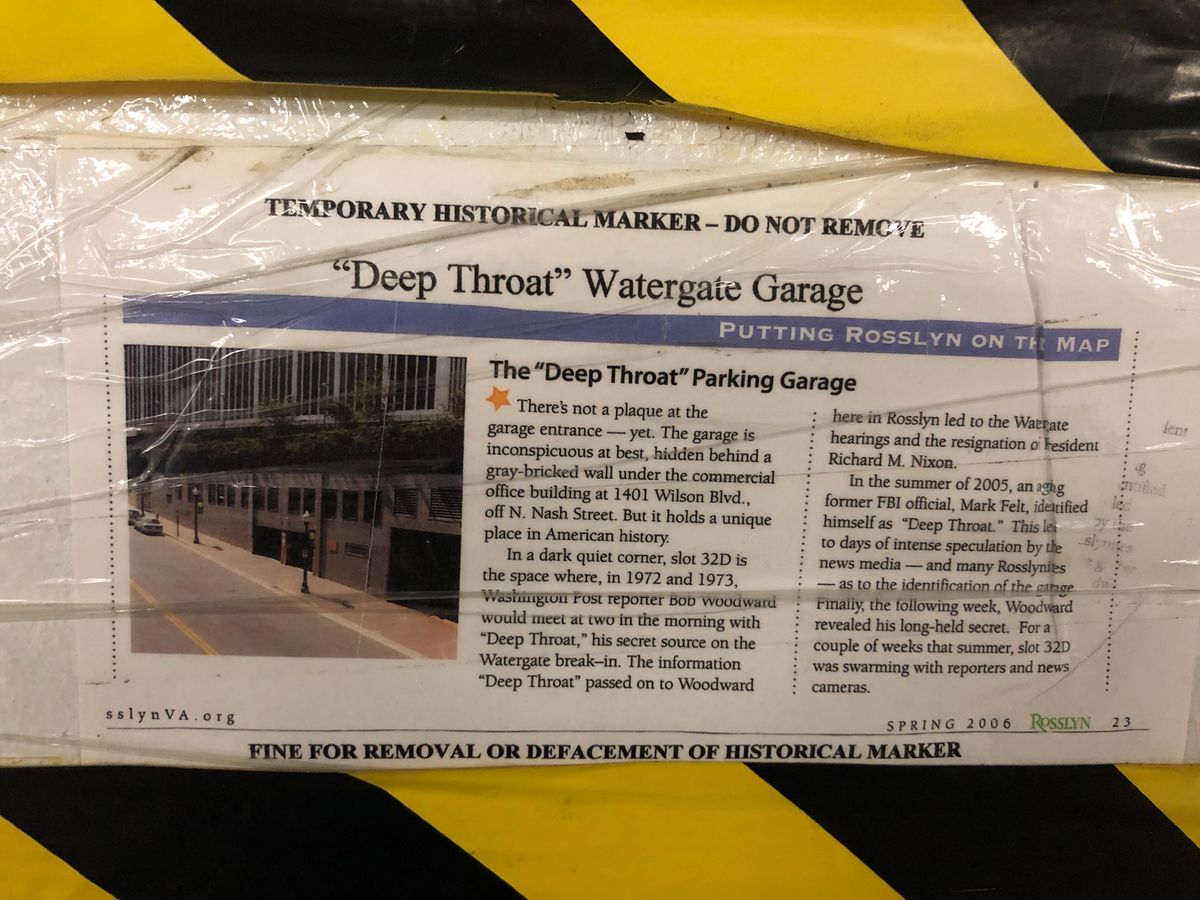 TEMPORARY HISTORICAL MARKER – DO NOT REMOVE
“Deep Throat” Watergate Garage
PUTTING ROSSLYN ON TH MAP
The “Deep Throat” Parking Garage
There’s not a plaque at the
garage entrance — yet. The garage is
inconspicuous at best, hidden behind a
gray-bricked wall under the commercial
office building at 1401 Wilson Blvd.,
off N. Nash Street. But it holds a unique
place in American history.
In a dark quiet corner, slot 32D is
the space where, in 1972 and 1973,
Washington Post reporter Bob Woodward
would meet at two in the morning with
“Deep Throat,” his secret source on the
Watergate break–in. The information
“Deep Throat” passed on to Woodward
here in Rosslyn led to the Watergate
hearings and the resignation of President
Richard M. Nixon.
In the summer of 2005, an aging
former FBI official, Mark Felt, identified
himself as “Deep Throat.” This led
to days of intense speculation by the
news media — and many Rosslynites
— as to the identification of the garage
Finally, the following week, Woodward
revealed his long-held secret. For a
couple of weeks that summer, slot 32D
was swarming with reporters and news
cameras.
sslynVA.org
SPRING 2006 ROSSLYN 23
FINE FOR REMOVAL OR DEFACEMENT OF HISTORICAL MARKER